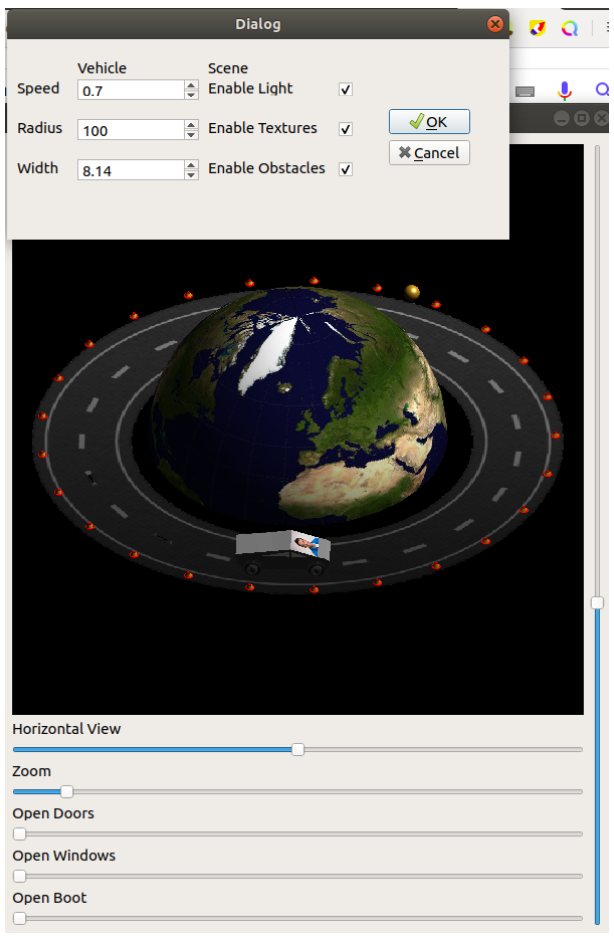 Dialog
Vehicle Scene
Speed 0.7 Enable Light
Radius 100 Enable Textures OK
Width 8.14 Enable Obstacles Cancel
Horizontal View
Zoom
Open Doors
Open Windows
Open Boot